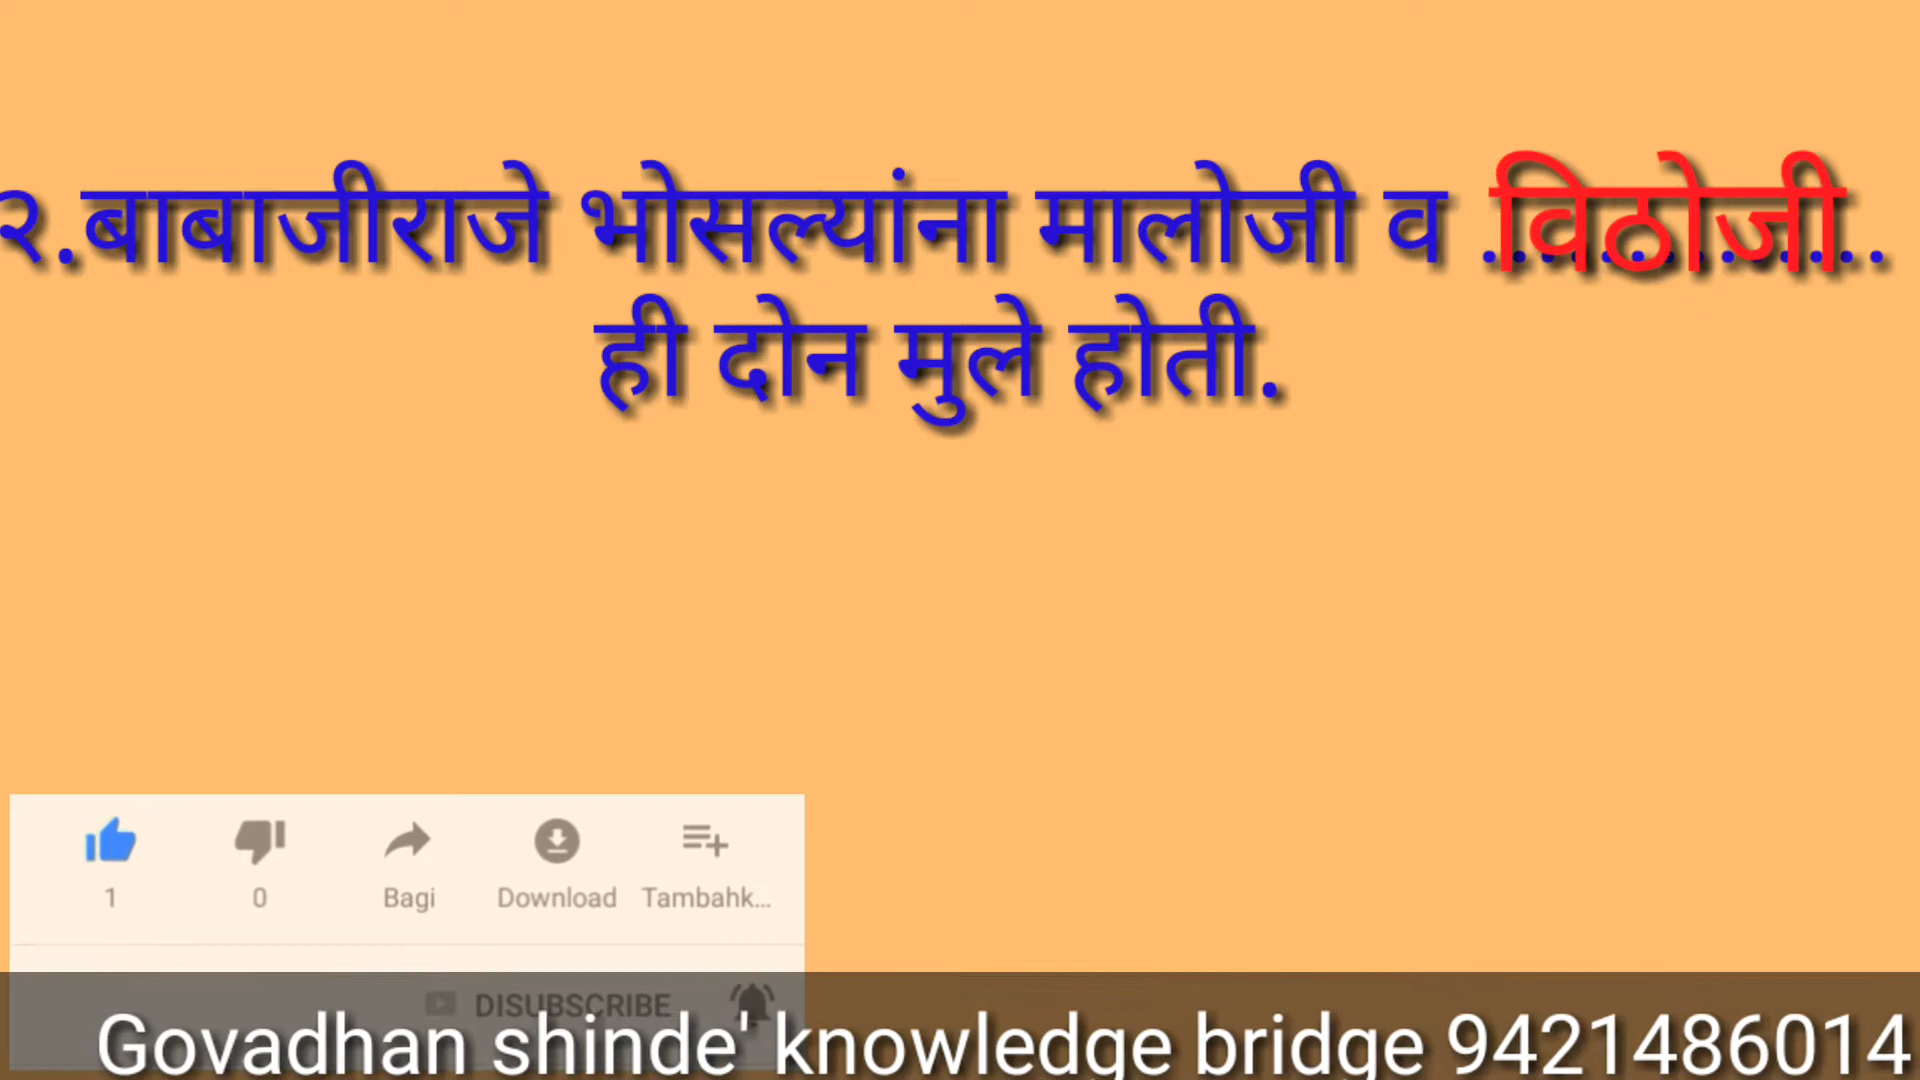 २.बाबाजीराजे भोसल्यांना मालोजी व ..विठोजी..
ही दोन मुले होती.
1 0 Bagi Download Tambahk...
DISUBSCRIBE
Govadhan shinde' knowledge bridge 9421486014